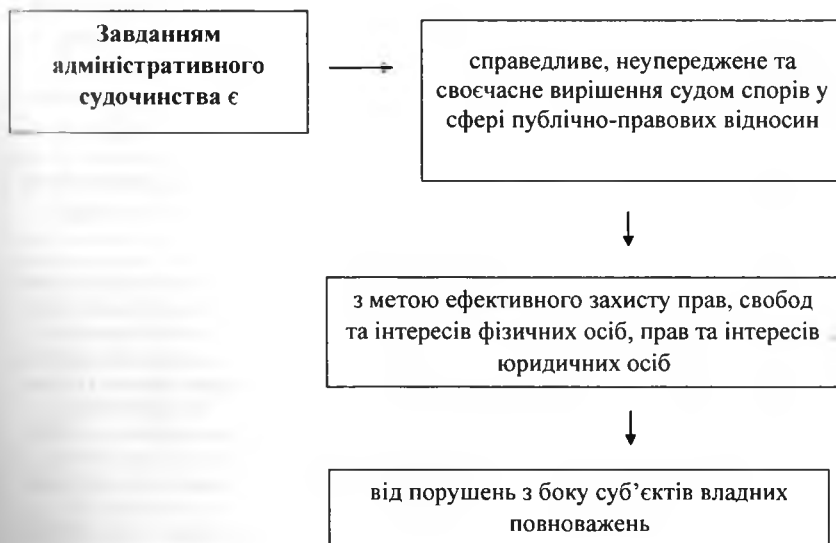 Завданням
адміністративного
судочинства є
справедливе, неупереджене та
своєчасне вирішення судом спорів у
сфері публічно-правових відносин
з метою ефективного захисту прав, свобод
та інтересів фізичних осіб, прав та інтересів
юридичних осіб
від порушень з боку суб’єктів владних
повноважень